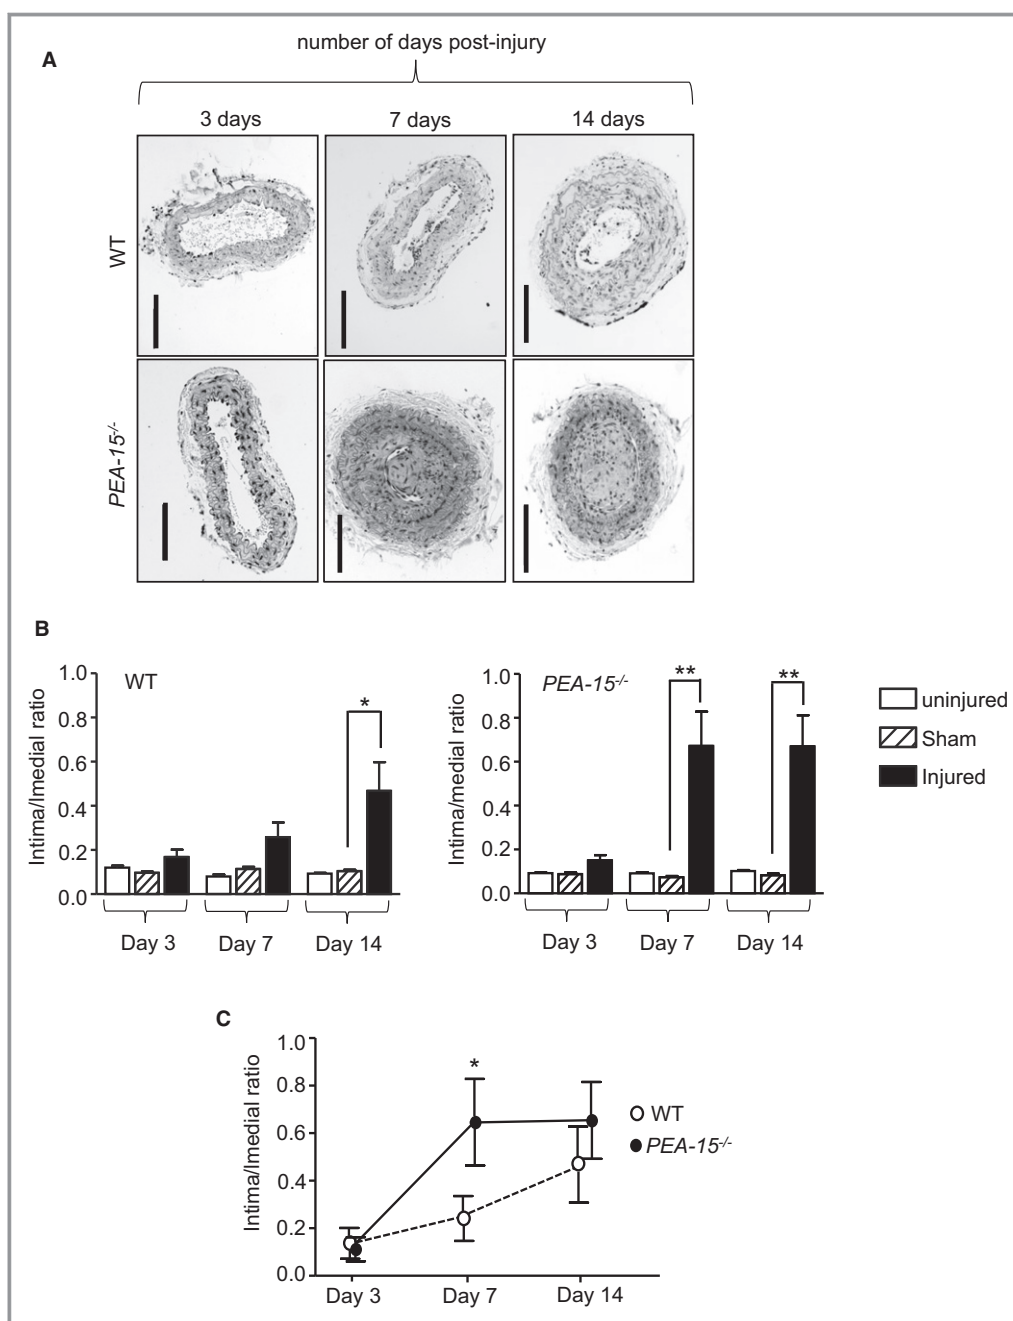 A
number of days post-injury
3 days 7 days 14 days
WT
PEA-15-/-
B
WT
Intima/lmedial ratio
1.0
0.8
0.6
0.4
0.2
0.0
*
Day 3 Day 7 Day 14
PEA-15-/-
Intima/medial ratio
1.0
0.8
0.6
0.4
0.2
0.0
** **
Day 3 Day 7 Day 14
uninjured
Sham
Injured
C
Intima/lmedial ratio
1.0
0.8
0.6
0.4
0.2
0.0
*
WT
PEA-15-/-
Day 3 Day 7 Day 14